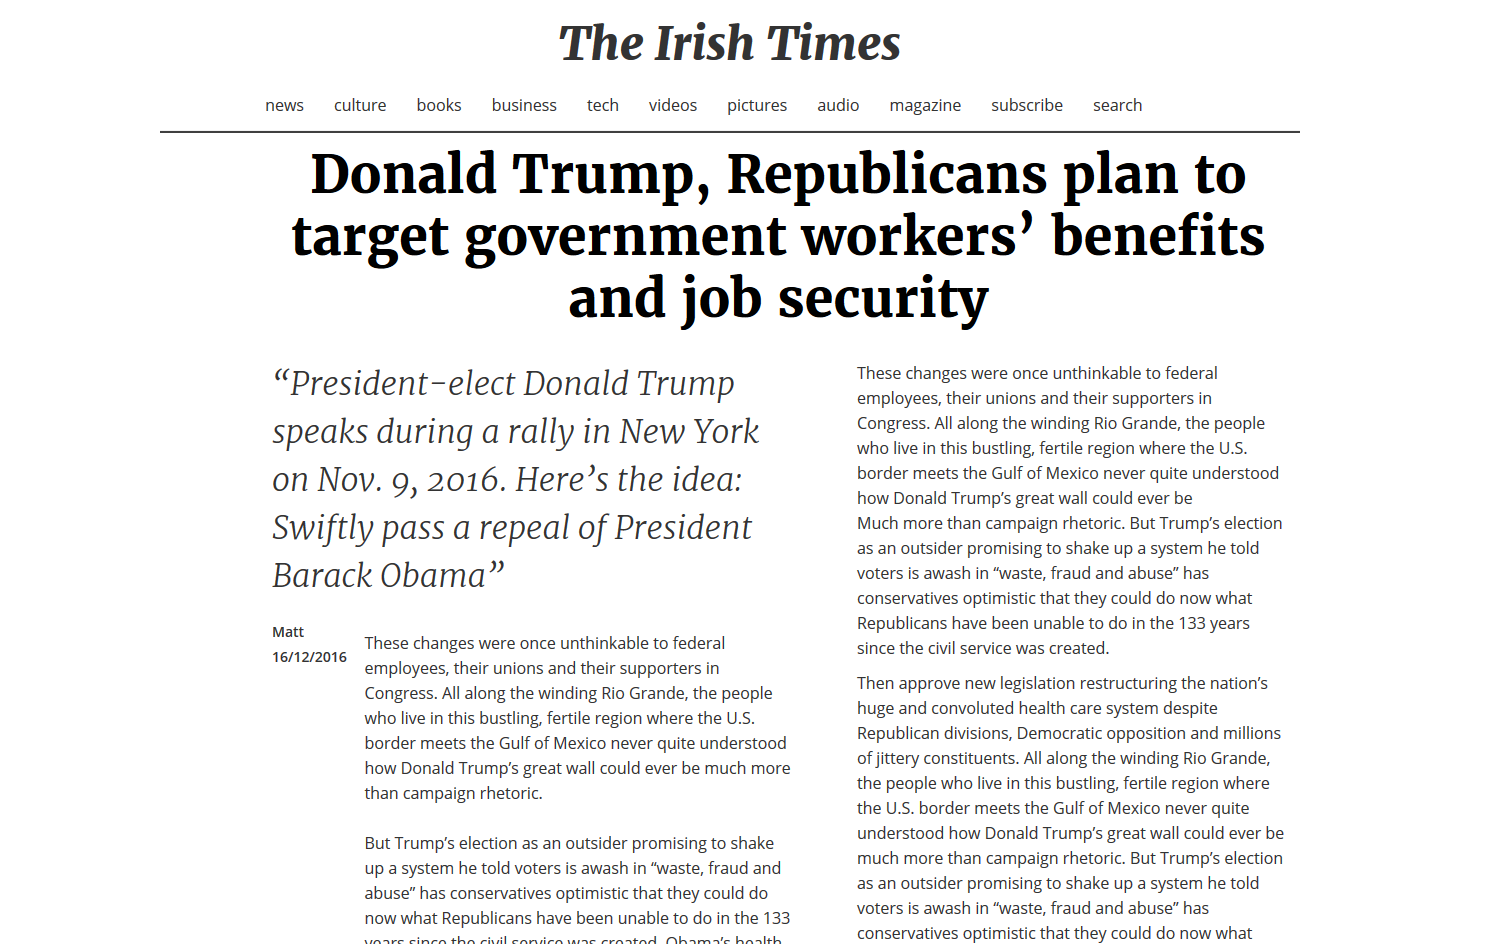 The Irish Times
news culture books business tech videos pictures audio magazine subscribe search
Donald Trump, Republicans plan to
target government workers’ benefits
and job security
“President-elect Donald Trump
speaks during a rally in New York
on Nov. 9, 2016. Here’s the idea:
Swiftly pass a repeal of President
Barack Obama”
Matt
16/12/2016
These changes were once unthinkable to federal
employees, their unions and their supporters in
Congress. All along the winding Rio Grande, the people
who live in this bustling, fertile region where the U.S.
border meets the Gulf of Mexico never quite understood
how Donald Trump’s great wall could ever be much more
than campaign rhetoric.
But Trump’s election as an outsider promising to shake
up a system he told voters is awash in “waste, fraud and
abuse” has conservatives optimistic that they could do
now what Republicans have been unable to do in the 133
years since the civil service was created. Obama’s health
These changes were once unthinkable to federal
employees, their unions and their supporters in
Congress. All along the winding Rio Grande, the people
who live in this bustling, fertile region where the U.S.
border meets the Gulf of Mexico never quite understood
how Donald Trump’s great wall could ever be
Much more than campaign rhetoric. But Trump’s election
as an outsider promising to shake up a system he told
voters is awash in “waste, fraud and abuse” has
conservatives optimistic that they could do now what
Republicans have been unable to do in the 133 years
since the civil service was created.
Then approve new legislation restructuring the nation’s
huge and convoluted health care system despite
Republican divisions, Democratic opposition and millions
of jittery constituents. All along the winding Rio Grande,
the people who live in this bustling, fertile region where
the U.S. border meets the Gulf of Mexico never quite
understood how Donald Trump’s great wall could ever be
much more than campaign rhetoric. But Trump’s election
as an outsider promising to shake up a system he told
voters is awash in “waste, fraud and abuse” has
conservatives optimistic that they could do now what